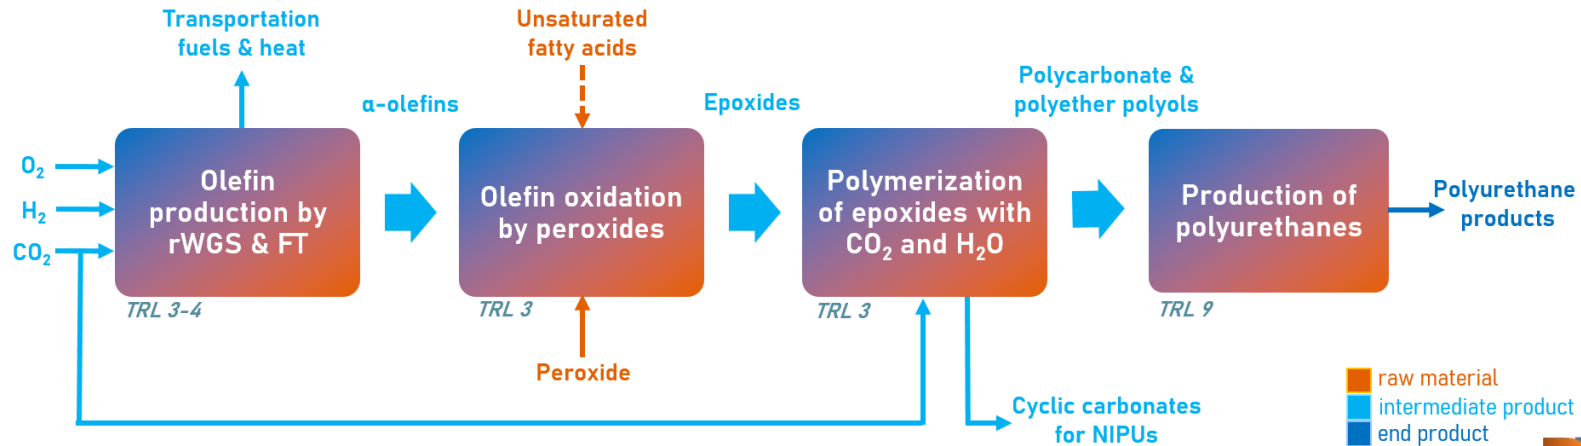 Transportation
fuels & heat
Unsaturated
fatty acids
α-olefins
Epoxides
Polycarbonate &
polyether polyols
O₂
H₂
CO₂
Olefin
production by
rWGS & FT
Olefin oxidation
by peroxides
Polymerization
of epoxides with
CO₂ and H₂O
Production of
polyurethanes
Polyurethane
products
TRL 3-4
TRL 3
TRL 3
TRL 9
Peroxide
Cyclic carbonates
for NIPUs
raw material
intermediate product
end product